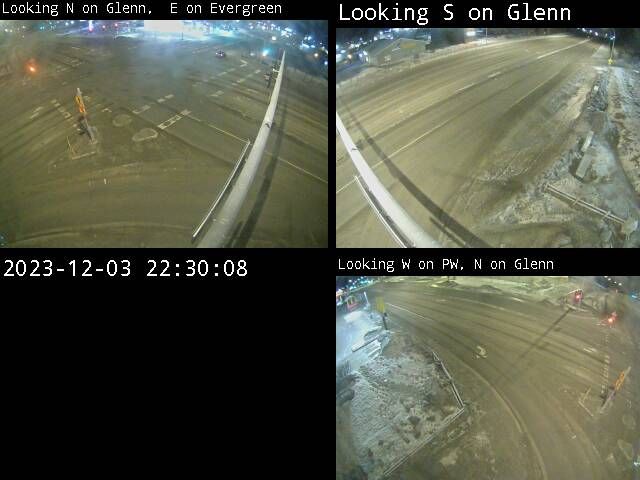 Looking N on Glenn,  E on Evergreen
Looking S on Glenn
2023-12-03 22:30:08
Looking W on PW, N on Glenn